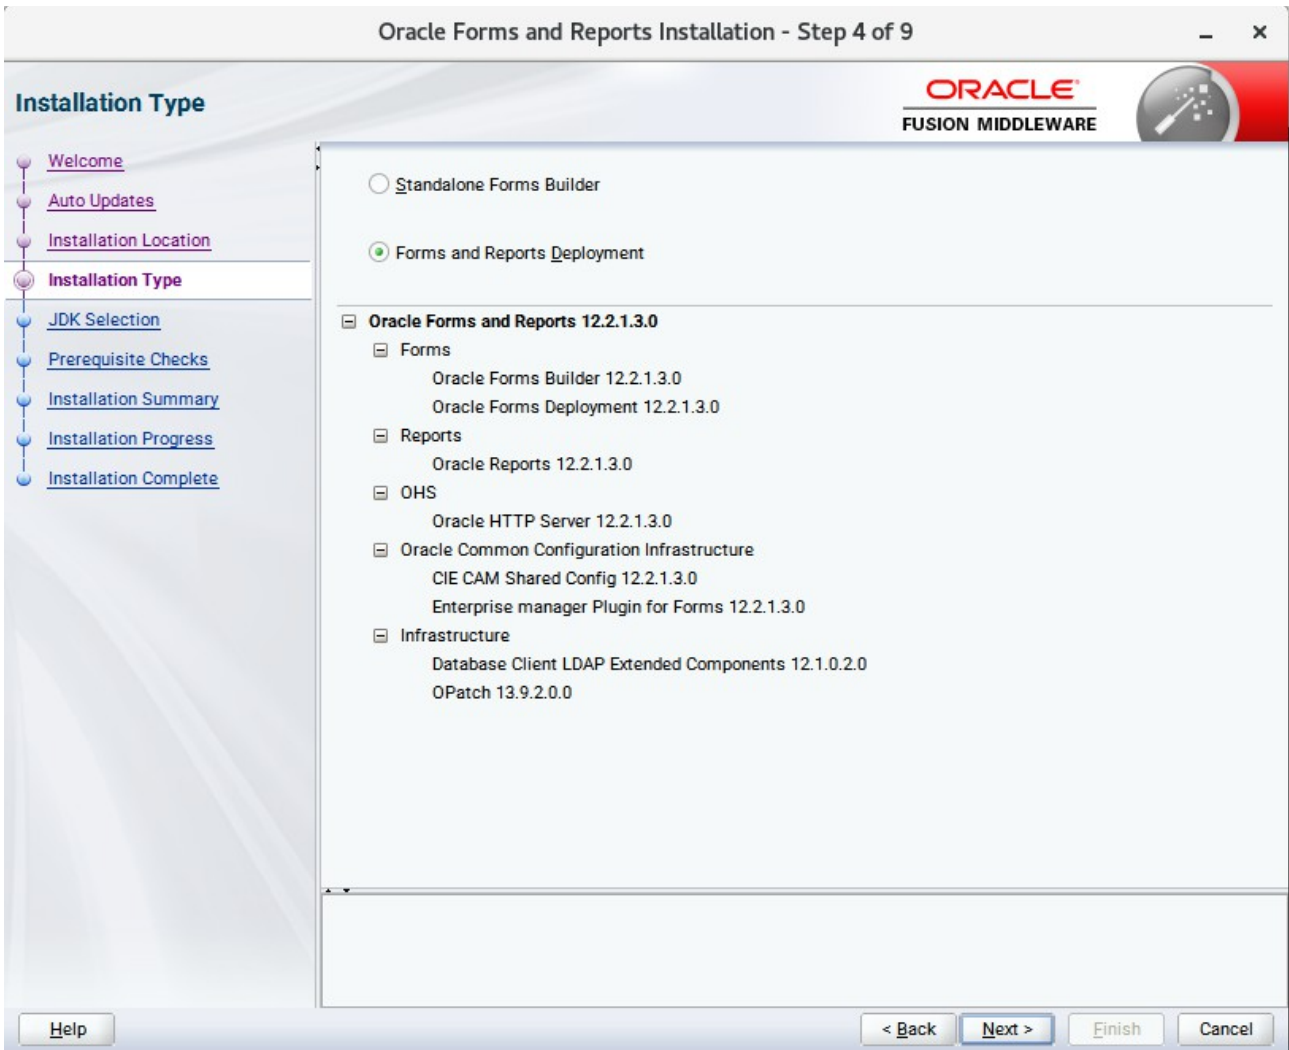 Oracle Forms and Reports Installation - Step 4 of 9
Installation Type
ORACLE
FUSION MIDDLEWARE
Welcome
Auto Updates
Installation Location
Installation Type
JDK Selection
Prerequisite Checks
Installation Summary
Installation Progress
Installation Complete
Standalone Forms Builder
Forms and Reports Deployment
Oracle Forms and Reports 12.2.1.3.0
Forms
Oracle Forms Builder 12.2.1.3.0
Oracle Forms Deployment 12.2.1.3.0
Reports
Oracle Reports 12.2.1.3.0
OHS
Oracle HTTP Server 12.2.1.3.0
Oracle Common Configuration Infrastructure
CIE CAM Shared Config 12.2.1.3.0
Enterprise manager Plugin for Forms 12.2.1.3.0
Infrastructure
Database Client LDAP Extended Components 12.1.0.2.0
OPatch 13.9.2.0.0
Help
< Back
Next >
Finish
Cancel